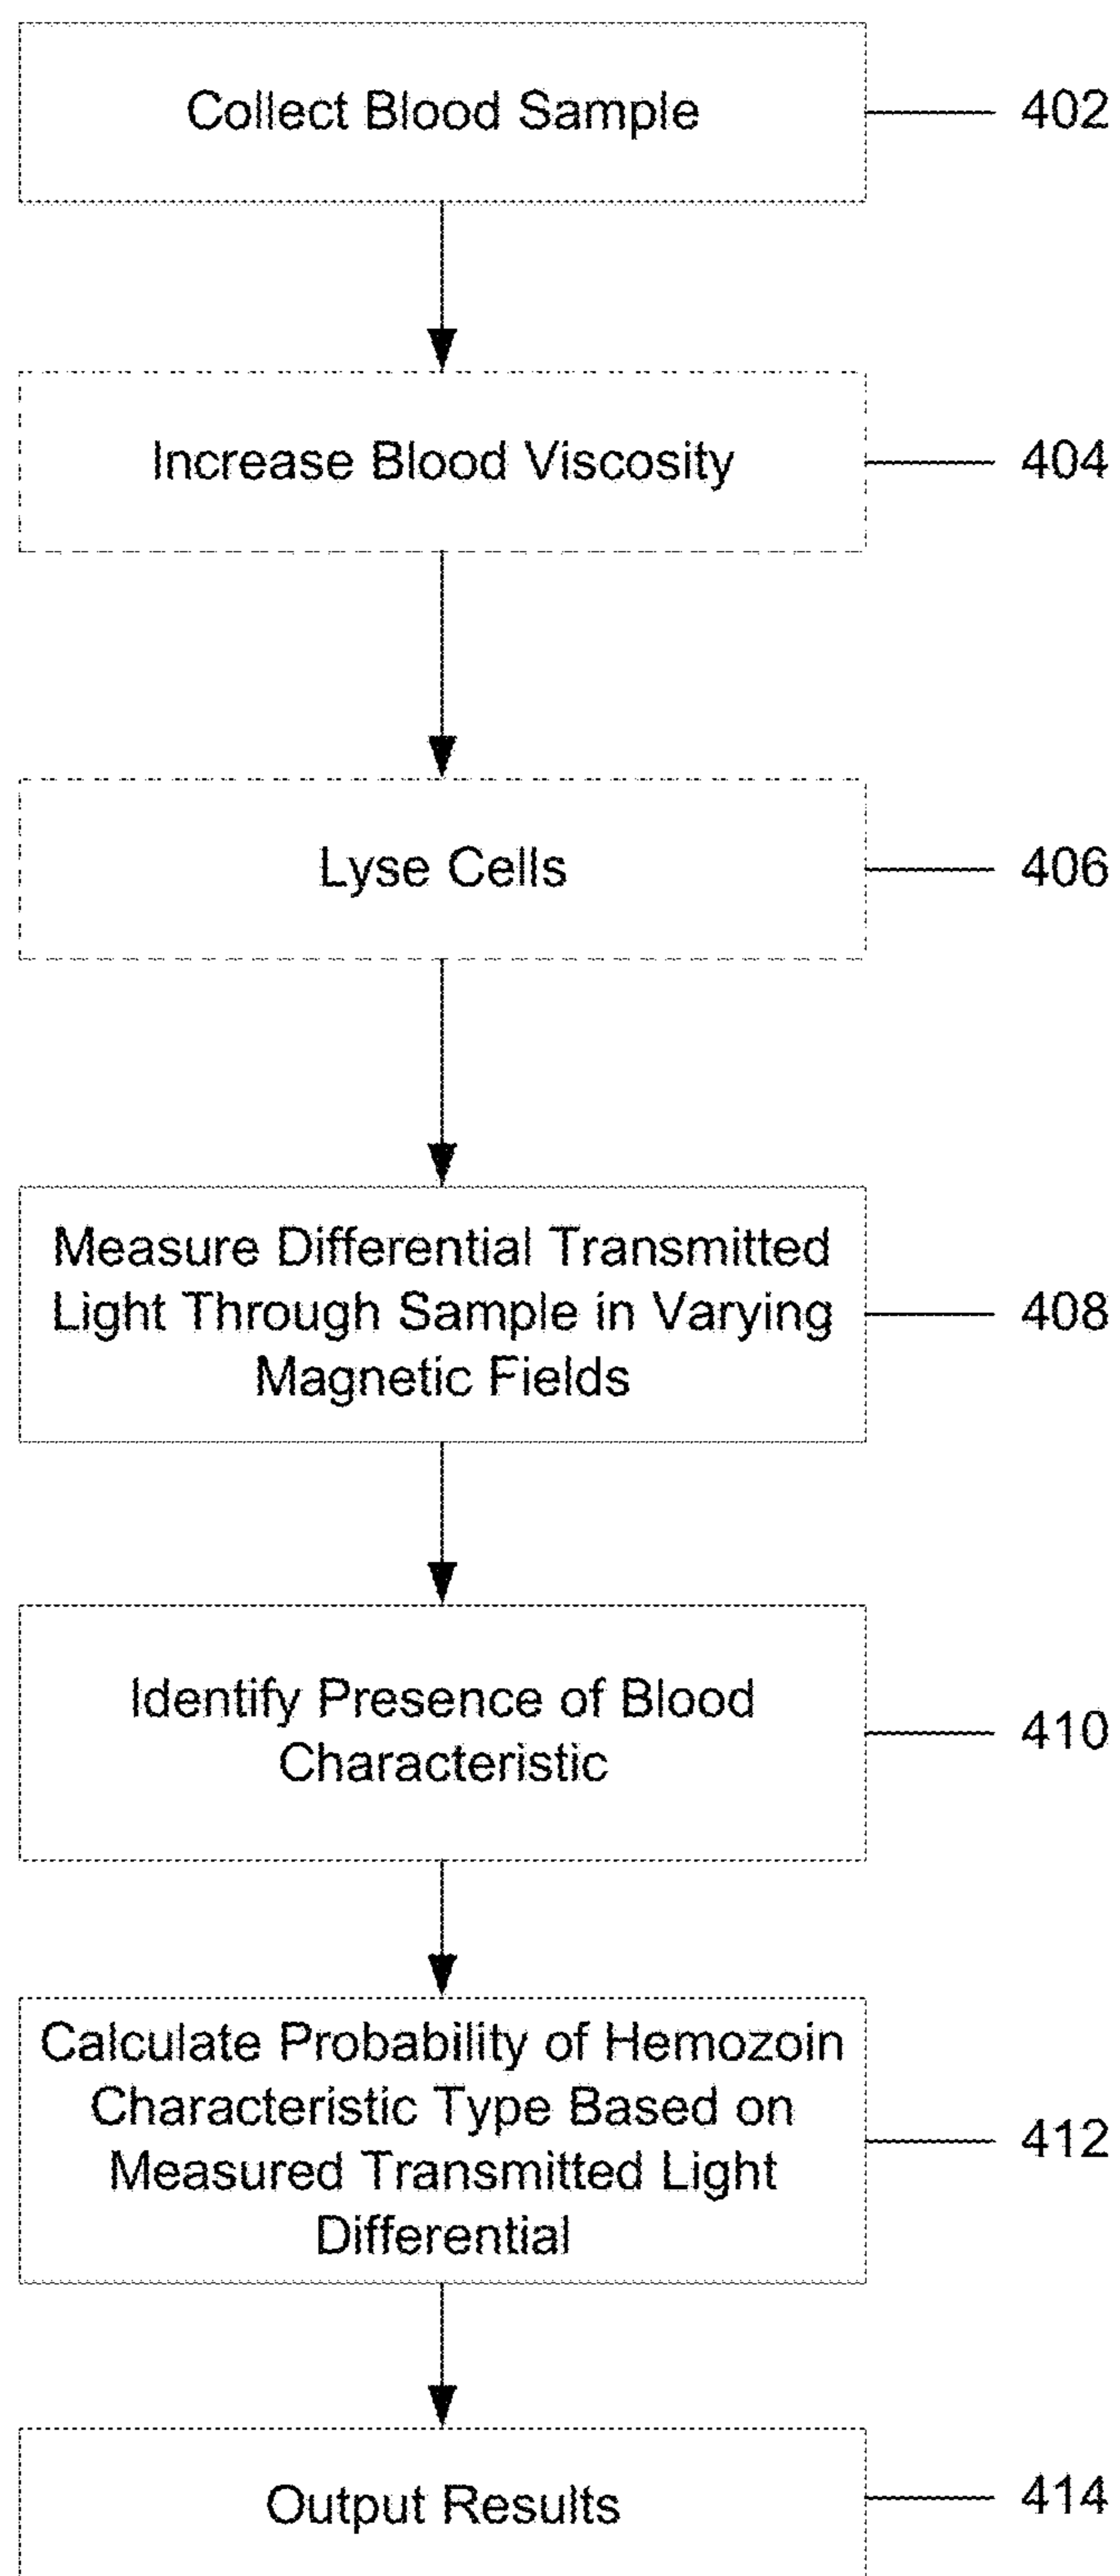 Collect Blood Sample
402
Increase Blood Viscosity
404
Lyse Cells
406
Measure Differential Transmitted
Light Through Sample in Varying
Magnetic Fields
408
Identify Presence of Blood
Characteristic
410
Calculate Probability of Hemozoin
Characteristic Type Based on
Measured Transmitted Light
Differential
412
Output Results
414